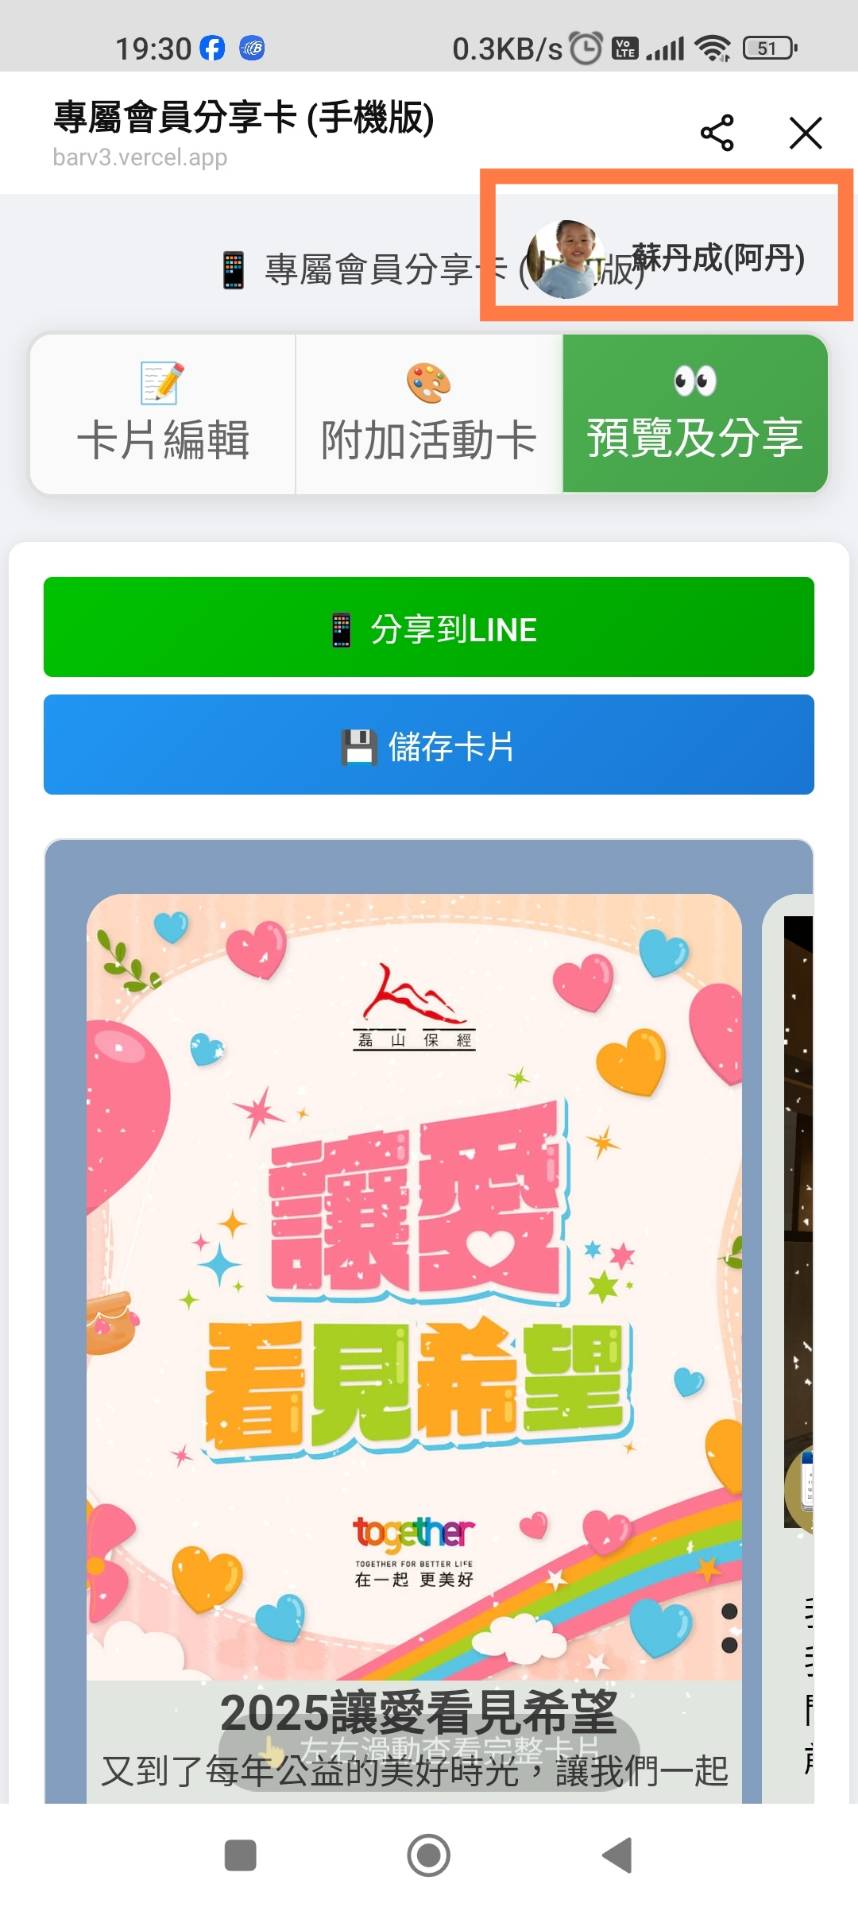 19:30
0.3KB/s
Vo
LTE
51
專屬會員分享卡 (手機版)
barv3.vercel.app
專屬會員分享卡 (
版)
蘇丹成(阿丹)
卡片編輯
附加活動卡
預覽及分享
分享到LINE
儲存卡片
磊山保經
讓愛
看見希望
together
TOGETHER FOR BETTER LIFE
在一起 更美好
2025讓愛看見希望
左右滑動查看完整卡片
又到了每年公益的美好時光，讓我們一起